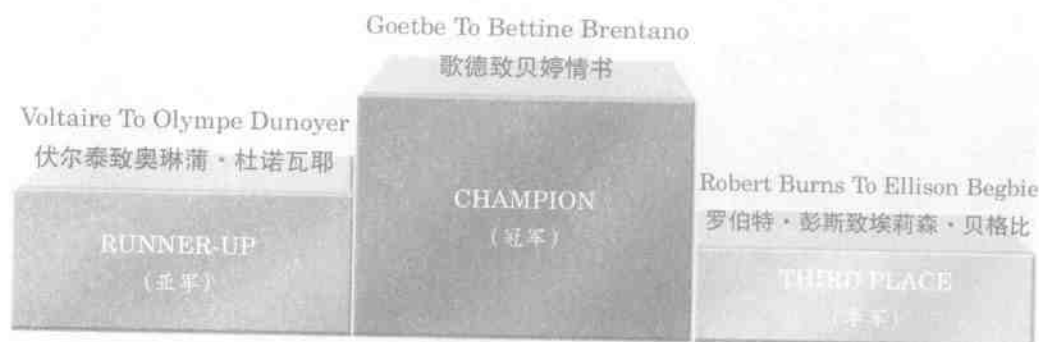 Goetbe To Bettine Brentano
歌德致贝婷情书
Voltaire To Olympe Dunoyer
伏尔泰致奥琳蒲·杜诺瓦耶
CHAMPION
(冠军)
Robert Burns To Ellison Begbie
罗伯特·彭斯致埃莉森·贝格比
RUNNER-UP
(亚军)
THIRD PLACE
(季军)